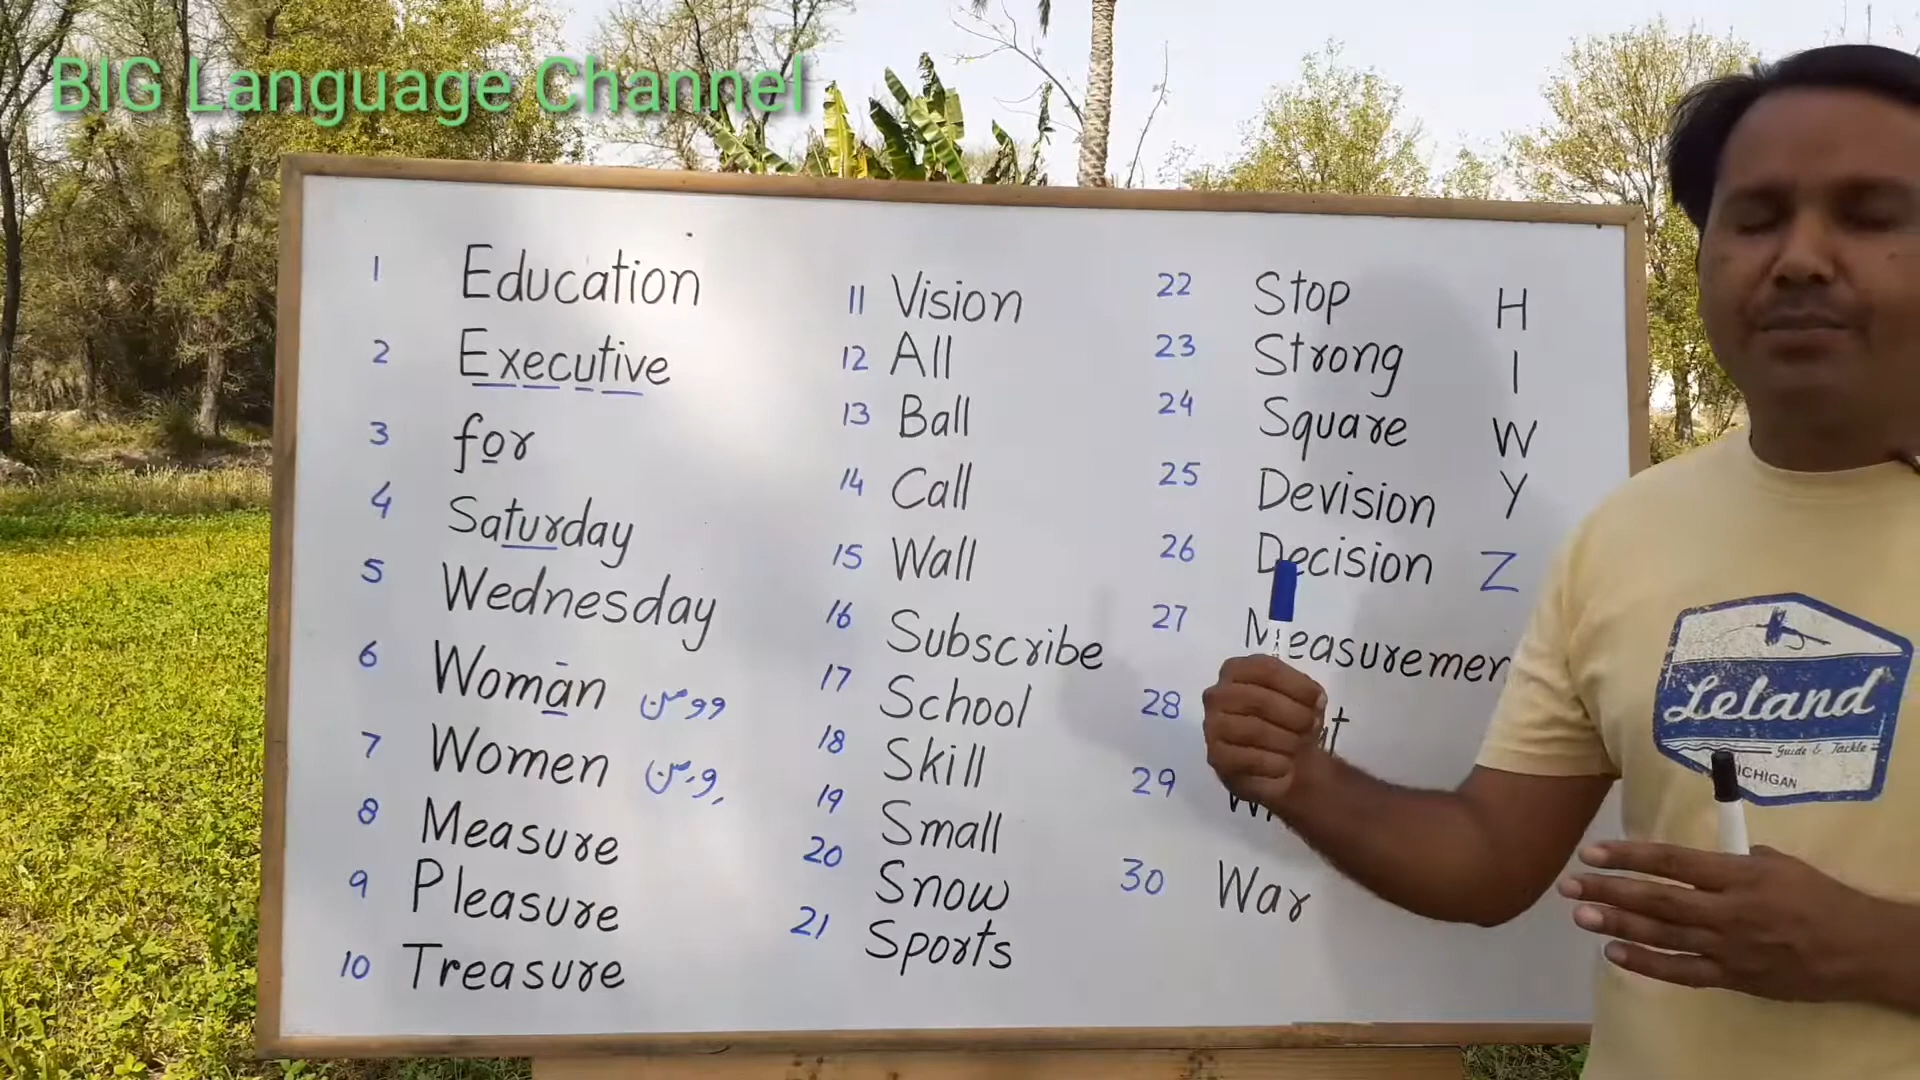 BIG Language Channel
1 Education
2 Executive
3 for
4 Saturday
5 Wednesday
6 Woman وومن
7 Women ومن
8 Measure
9 Pleasure
10 Treasure
11 Vision
12 All
13 Ball
14 Call
15 Wall
16 Subscribe
17 School
18 Skill
19 Small
20 Snow
21 Sports
22 Stop
23 Strong
24 Square
25 Devision
26 Decision
27 Measuremen
28
29
30 War
H
I
W
Y
Z
Leland
Guide & Tackle
MICHIGAN